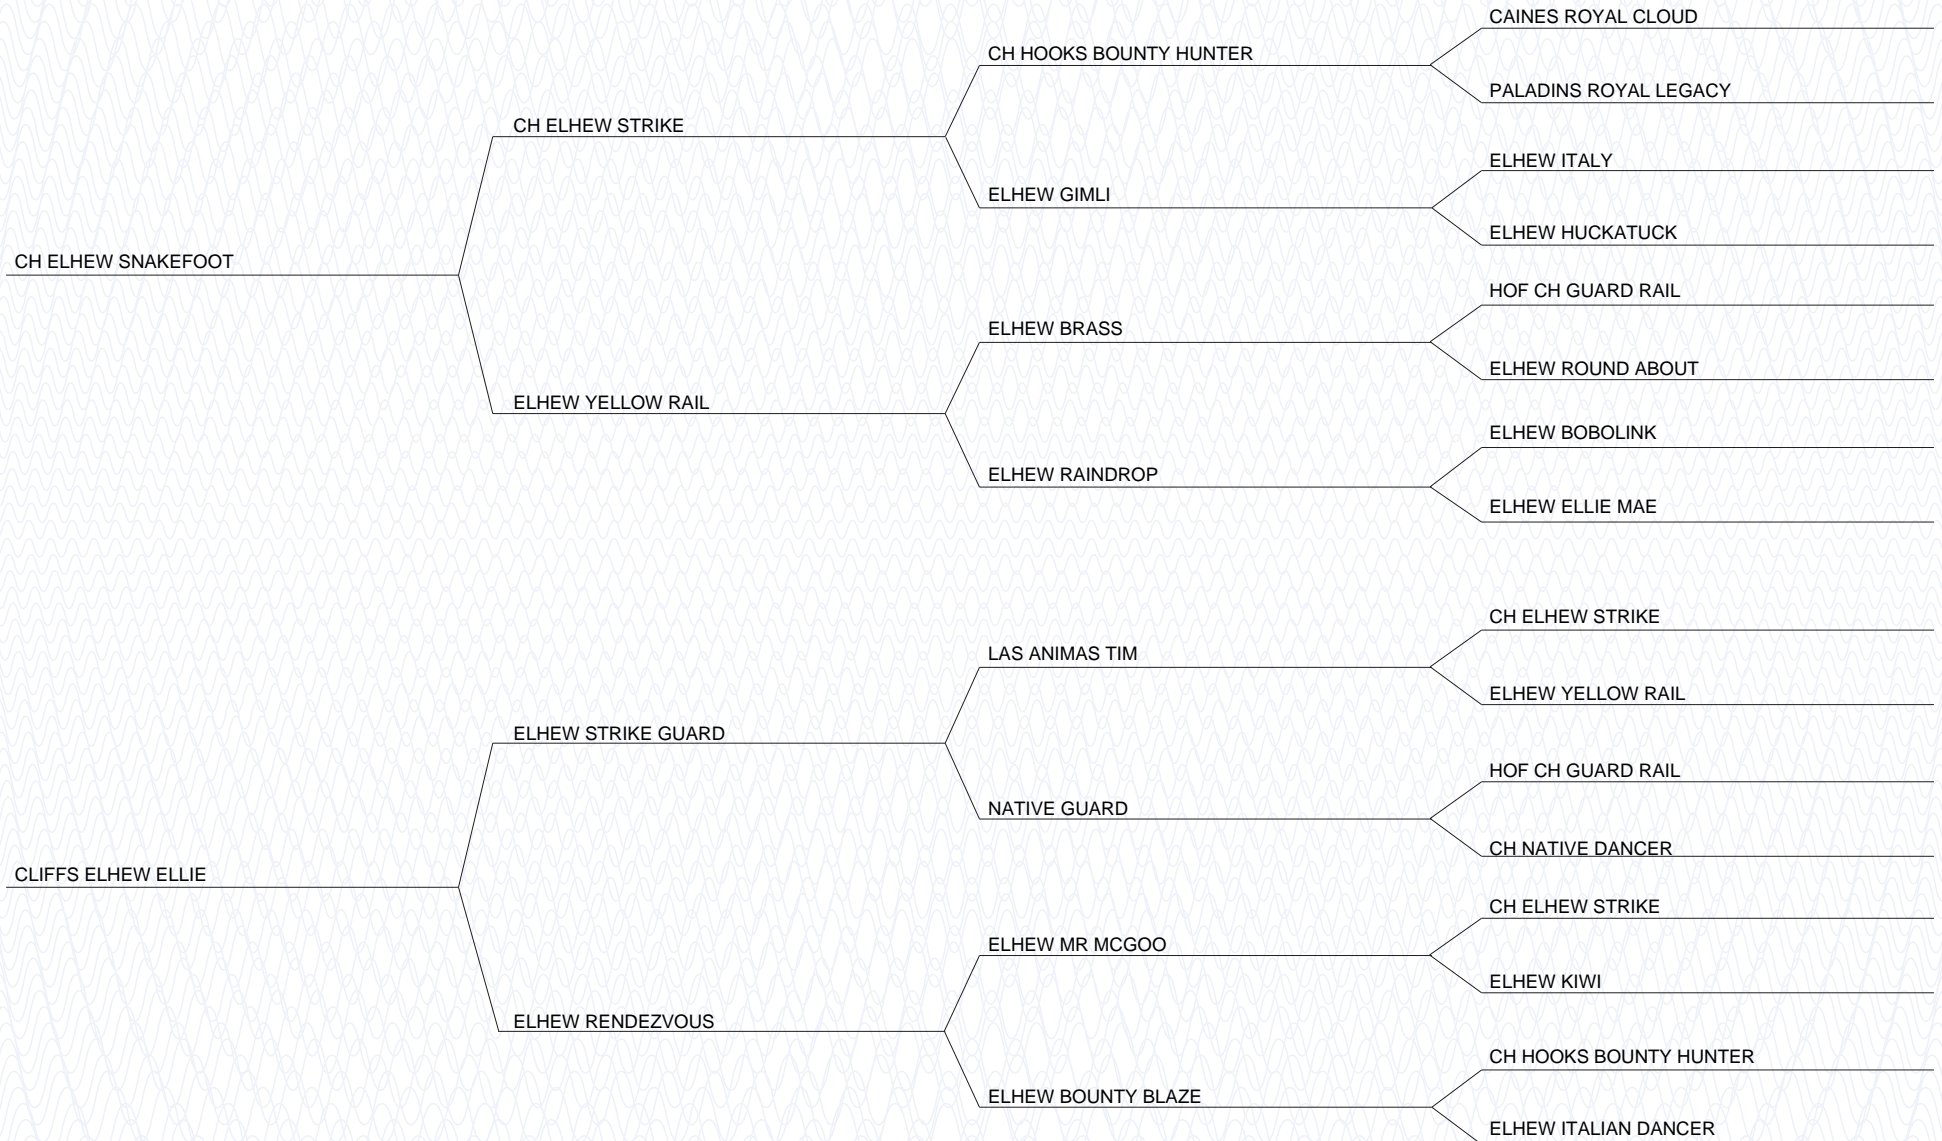 CAINES ROYAL CLOUD
CH HOOKS BOUNTY HUNTER
PALADINS ROYAL LEGACY
CH ELHEW STRIKE
ELHEW ITALY
ELHEW GIMLI
ELHEW HUCKATUCK
CH ELHEW SNAKEFOOT
HOF CH GUARD RAIL
ELHEW BRASS
ELHEW ROUND ABOUT
ELHEW YELLOW RAIL
ELHEW BOBOLINK
ELHEW RAINDROP
ELHEW ELLIE MAE
CH ELHEW STRIKE
LAS ANIMAS TIM
ELHEW YELLOW RAIL
ELHEW STRIKE GUARD
HOF CH GUARD RAIL
NATIVE GUARD
CH NATIVE DANCER
CLIFFS ELHEW ELLIE
CH ELHEW STRIKE
ELHEW MR MCGOO
ELHEW KIWI
ELHEW RENDEZVOUS
CH HOOKS BOUNTY HUNTER
ELHEW BOUNTY BLAZE
ELHEW ITALIAN DANCER